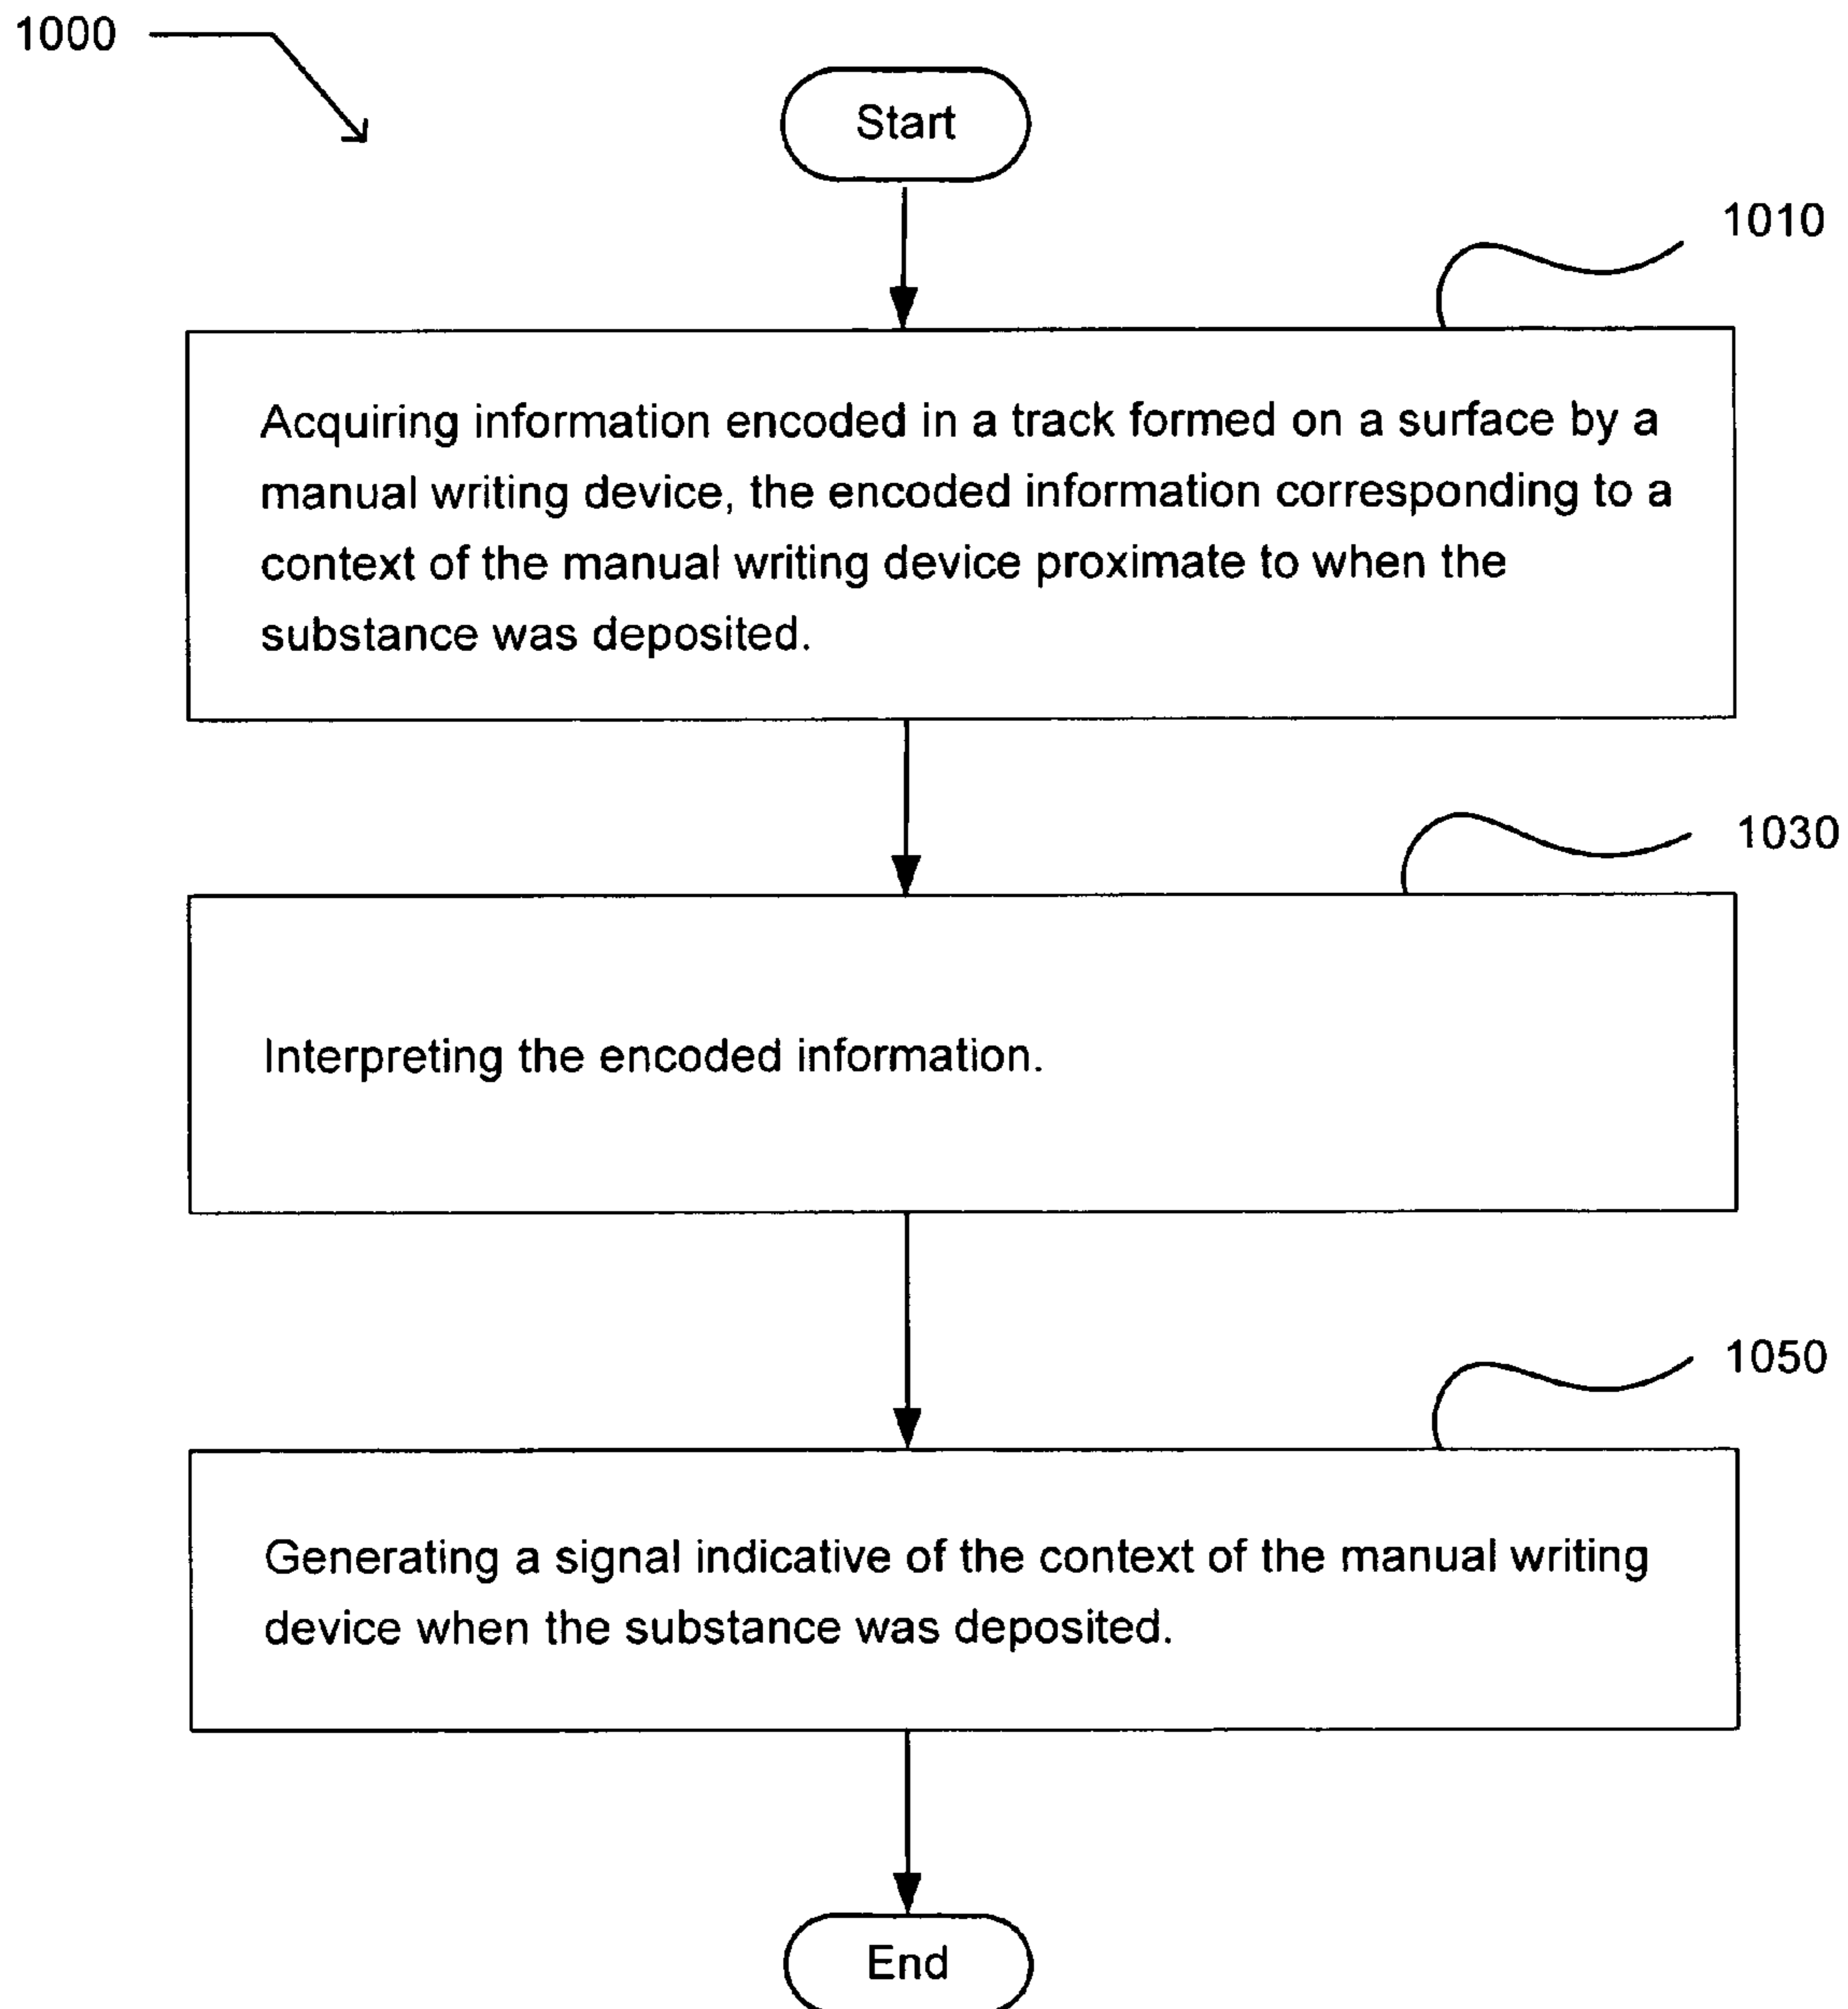 1000
Start
1010
Acquiring information encoded in a track formed on a surface by a
manual writing device, the encoded information corresponding to a
context of the manual writing device proximate to when the
substance was deposited.
1030
Interpreting the encoded information.
1050
Generating a signal indicative of the context of the manual writing
device when the substance was deposited.
End